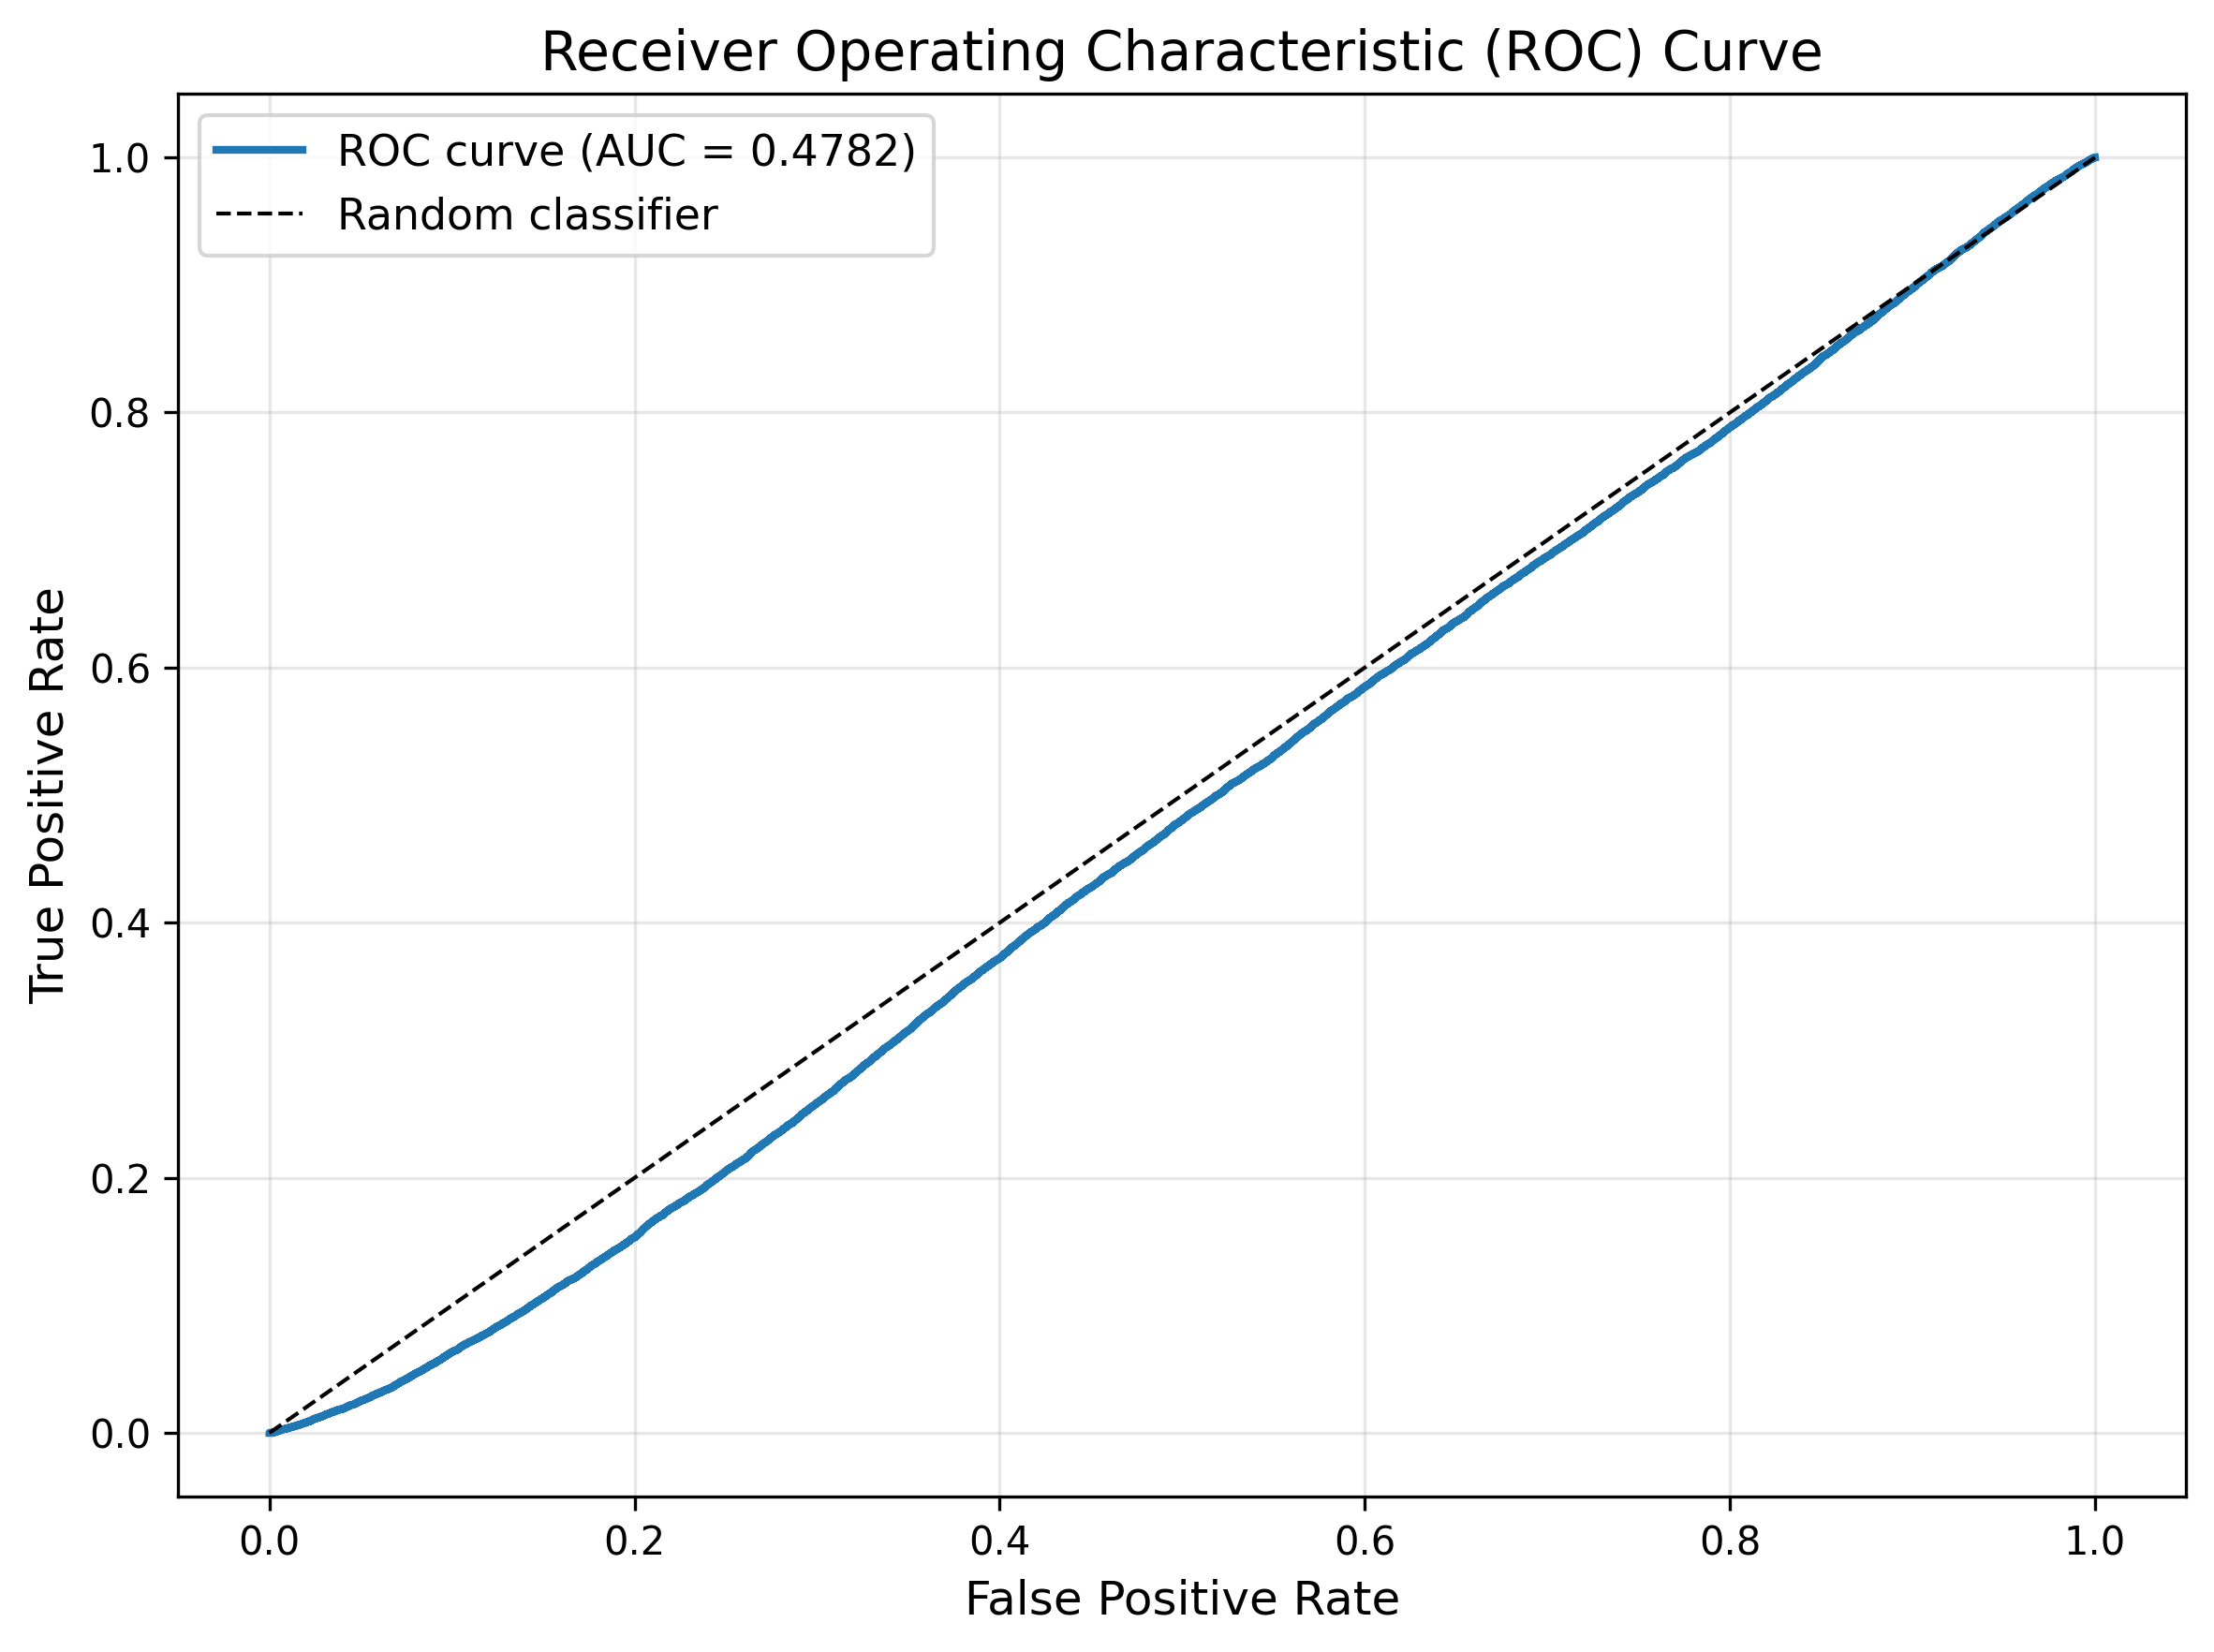 Receiver Operating Characteristic (ROC) Curve
ROC curve (AUC = 0.4782)
Random classifier
1.0
0.8
0.6
0.4
0.2
0.0
True Positive Rate
0.0 0.2 0.4 0.6 0.8 1.0
False Positive Rate